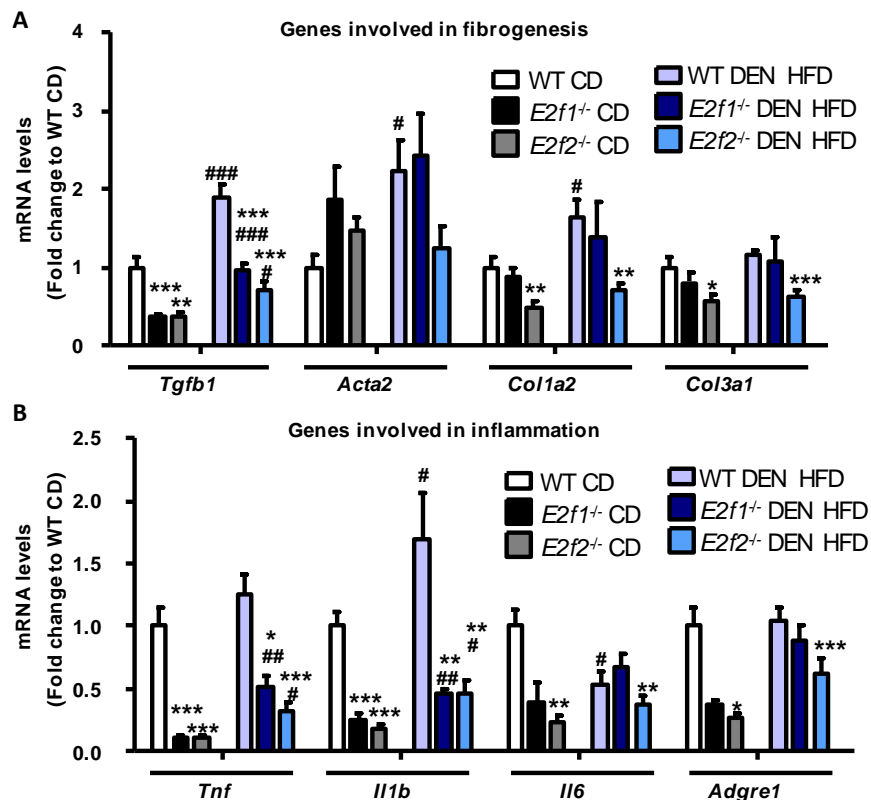 A
Genes involved in fibrogenesis
mRNA levels
(Fold change to WT CD)
4
3
2
1
0
WT CD
E2f1-/- CD
E2f2-/- CD
WT DEN HFD
E2f1-/- DEN HFD
E2f2-/- DEN HFD
***
**
###
***
###
***
#
#
**
#
**
*
***
Tgfb1 Acta2 Col1a2 Col3a1
B
Genes involved in inflammation
mRNA levels
(Fold change to WT CD)
2.5
2.0
1.5
1.0
0.5
0.0
WT CD
E2f1-/- CD
E2f2-/- CD
WT DEN HFD
E2f1-/- DEN HFD
E2f2-/- DEN HFD
***
***
*
##
***
#
***
***
#
**
##
**
#
**
#
**
*
***
Tnf Il1b Il6 Adgre1